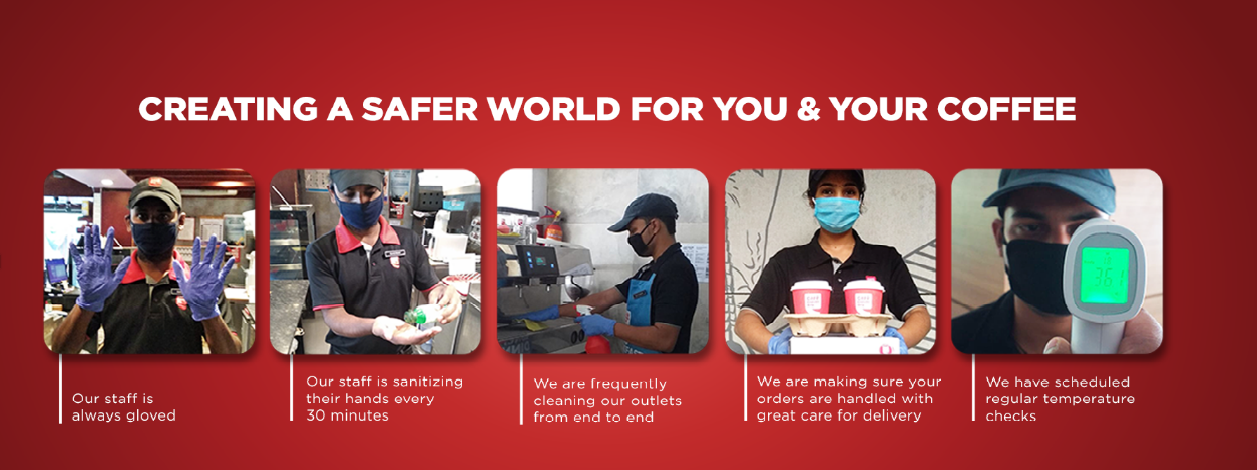 CREATING A SAFER WORLD FOR YOU & YOUR COFFEE
Our staff is
always gloved
Our staff is sanitizing
their hands every
30 minutes
We are frequently
cleaning our outlets
from end to end
We are making sure your
orders are handled with
great care for delivery
36.1
We have scheduled
regular temperature
checks